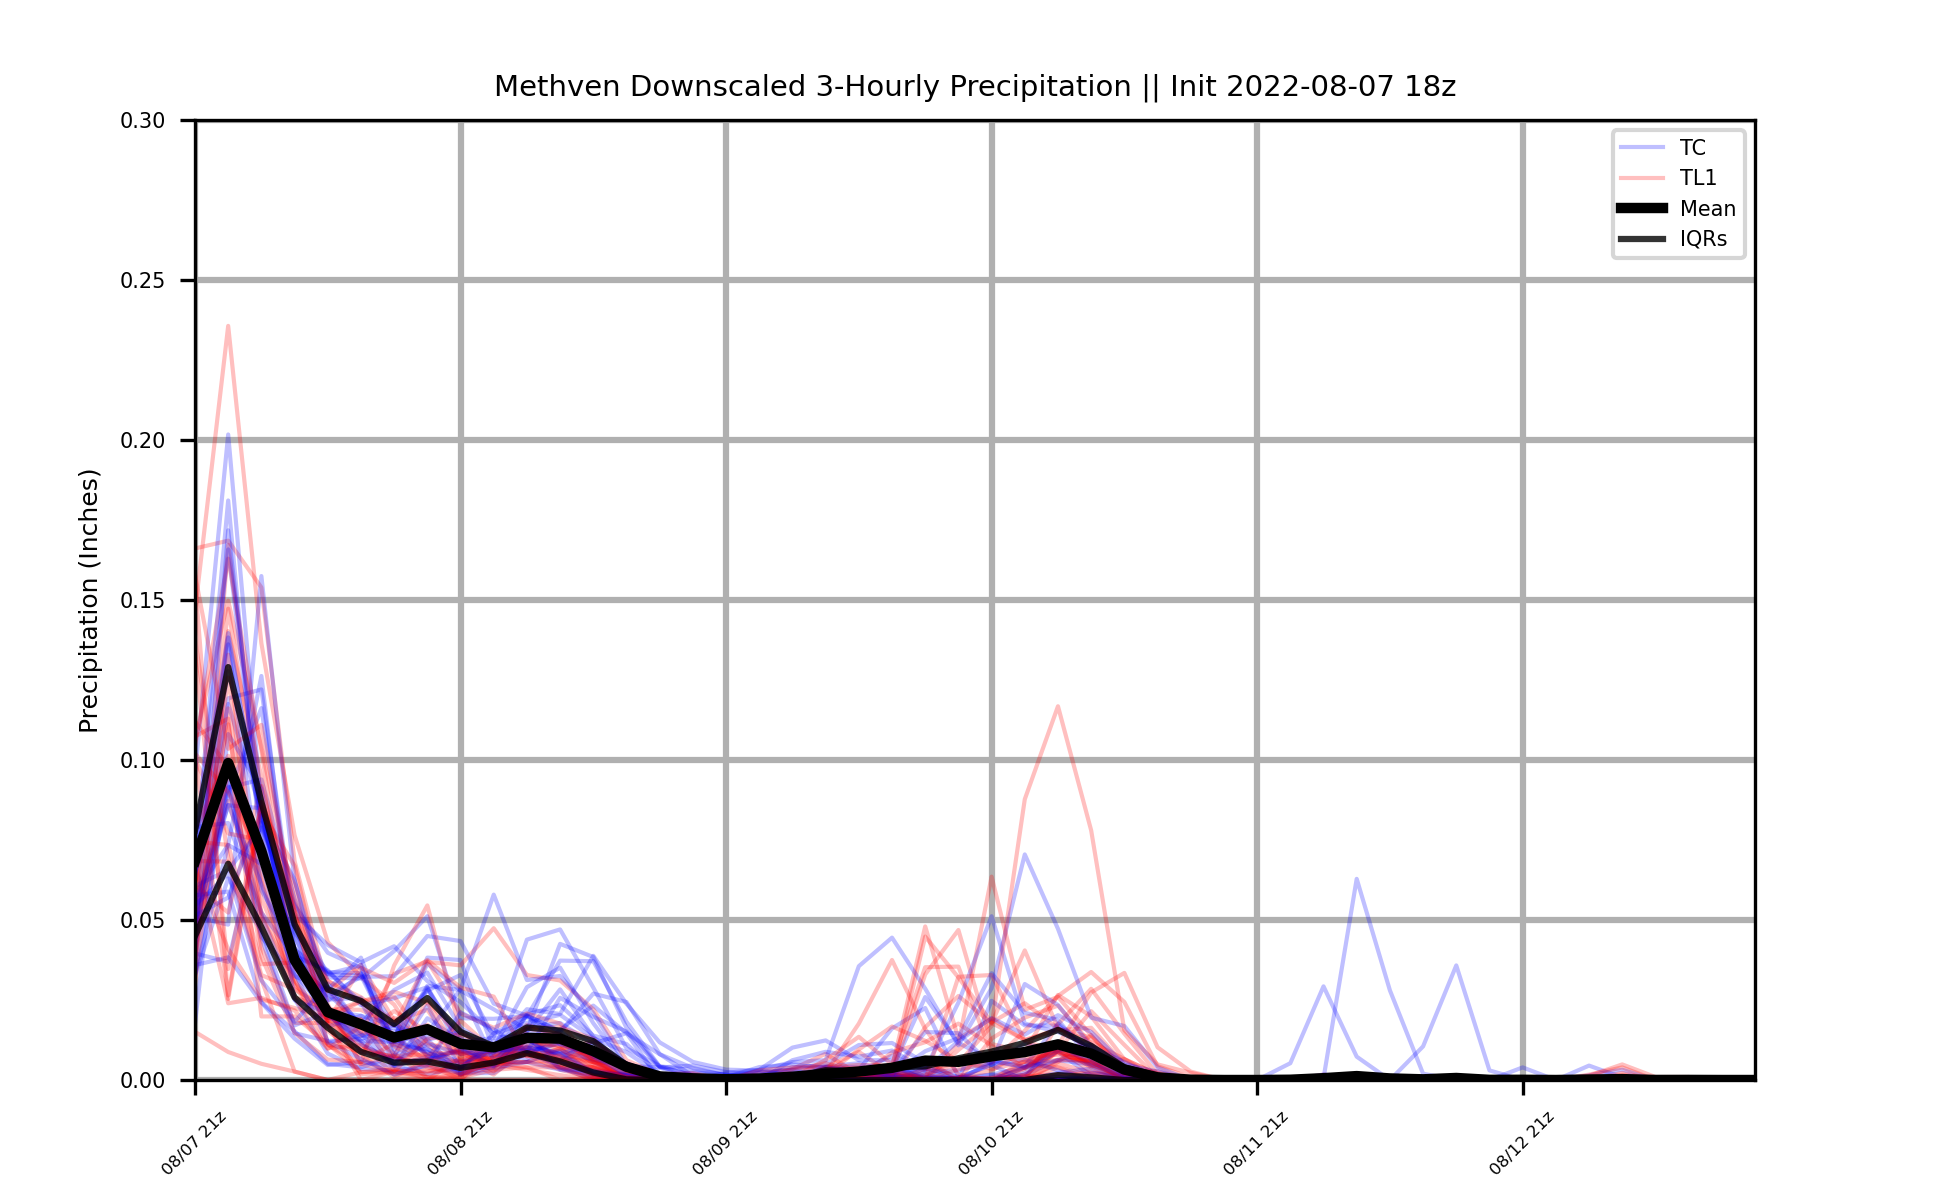 Methven Downscaled 3-Hourly Precipitation || Init 2022-08-07 18z
Precipitation (Inches)
0.30
0.25
0.20
0.15
0.10
0.05
0.00
TC
TL1
Mean
IQRs
08/07 21z
08/08 21z
08/09 21z
08/10 21z
08/11 21z
08/12 21z